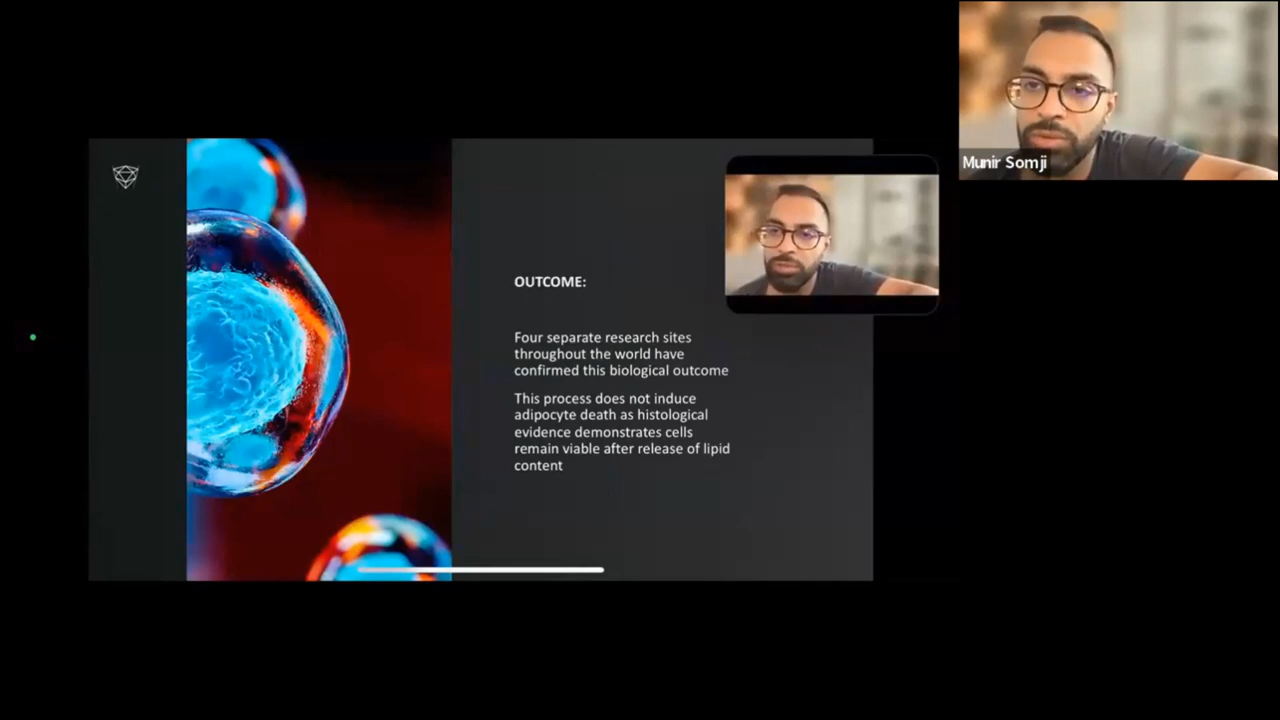 Munir Somji
OUTCOME:
Four separate research sites
throughout the world have
confirmed this biological outcome
This process does not induce
adipocyte death as histological
evidence demonstrates cells
remain viable after release of lipid
content